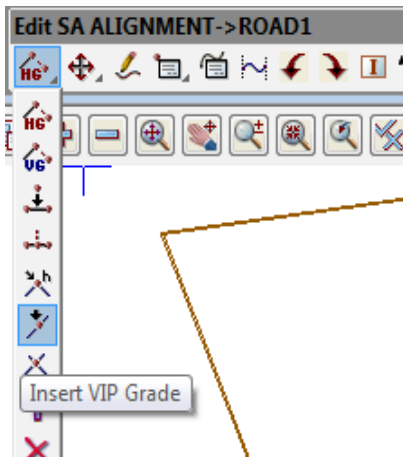 Edit SA ALIGNMENT->ROAD1
HG
I
HG
VG
h
Insert VIP Grade